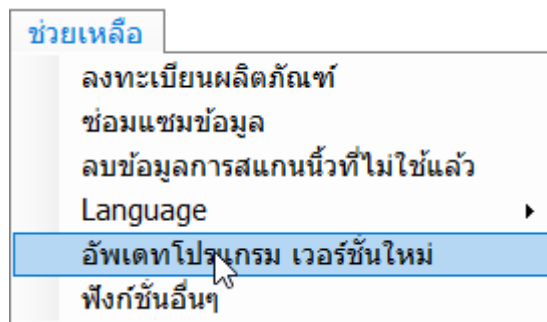 ช่วยเหลือ
ลงทะเบียนผลิตภัณฑ์
ซ่อมแซมข้อมูล
ลบข้อมูลการสแกนนิ้วที่ไม่ใช้แล้ว
Language
อัพเดทโปรแกรม เวอร์ชั่นใหม่
ฟังก์ชั่นอื่นๆ